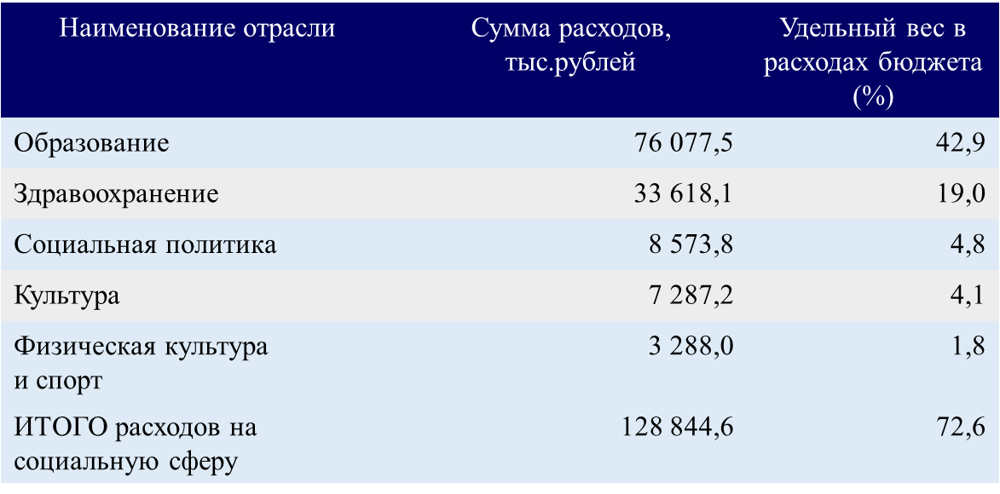 Наименование отрасли
Сумма расходов,
тыс.рублей
Удельный вес в
расходах бюджета
(%)
Образование 76 077,5 42,9
Здравоохранение 33 618,1 19,0
Социальная политика 8 573,8 4,8
Культура 7 287,2 4,1
Физическая культура 3 288,0 1,8
и спорт
ИТОГО расходов на 128 844,6 72,6
социальную сферу